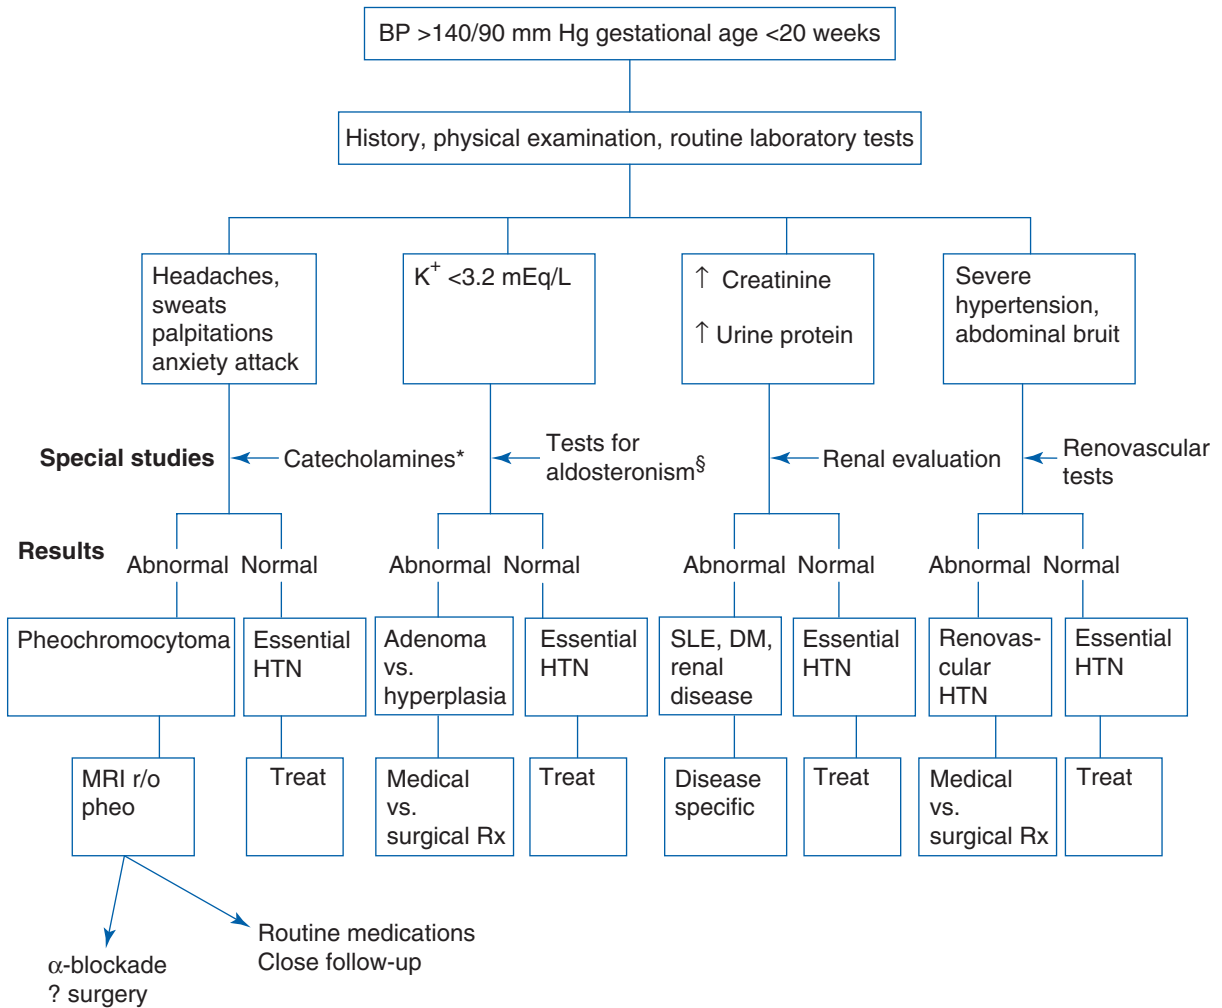 BP >140/90 mm Hg gestational age <20 weeks
History, physical examination, routine laboratory tests
Headaches,
sweats
palpitations
anxiety attack
K⁺ <3.2 mEq/L
↑ Creatinine
↑ Urine protein
Severe
hypertension,
abdominal bruit
Special studies
Catecholamines*
Tests for
aldosteronism§
Renal evaluation
Renovascular
tests
Results
Abnormal Normal
Abnormal Normal
Abnormal Normal
Abnormal Normal
Pheochromocytoma
Essential
HTN
Adenoma
vs.
hyperplasia
Essential
HTN
SLE, DM,
renal
disease
Essential
HTN
Renovas-
cular
HTN
Essential
HTN
MRI r/o
pheo
Treat
Medical
vs.
surgical Rx
Treat
Disease
specific
Treat
Medical
vs.
surgical Rx
Treat
α-blockade
? surgery
Routine medications
Close follow-up